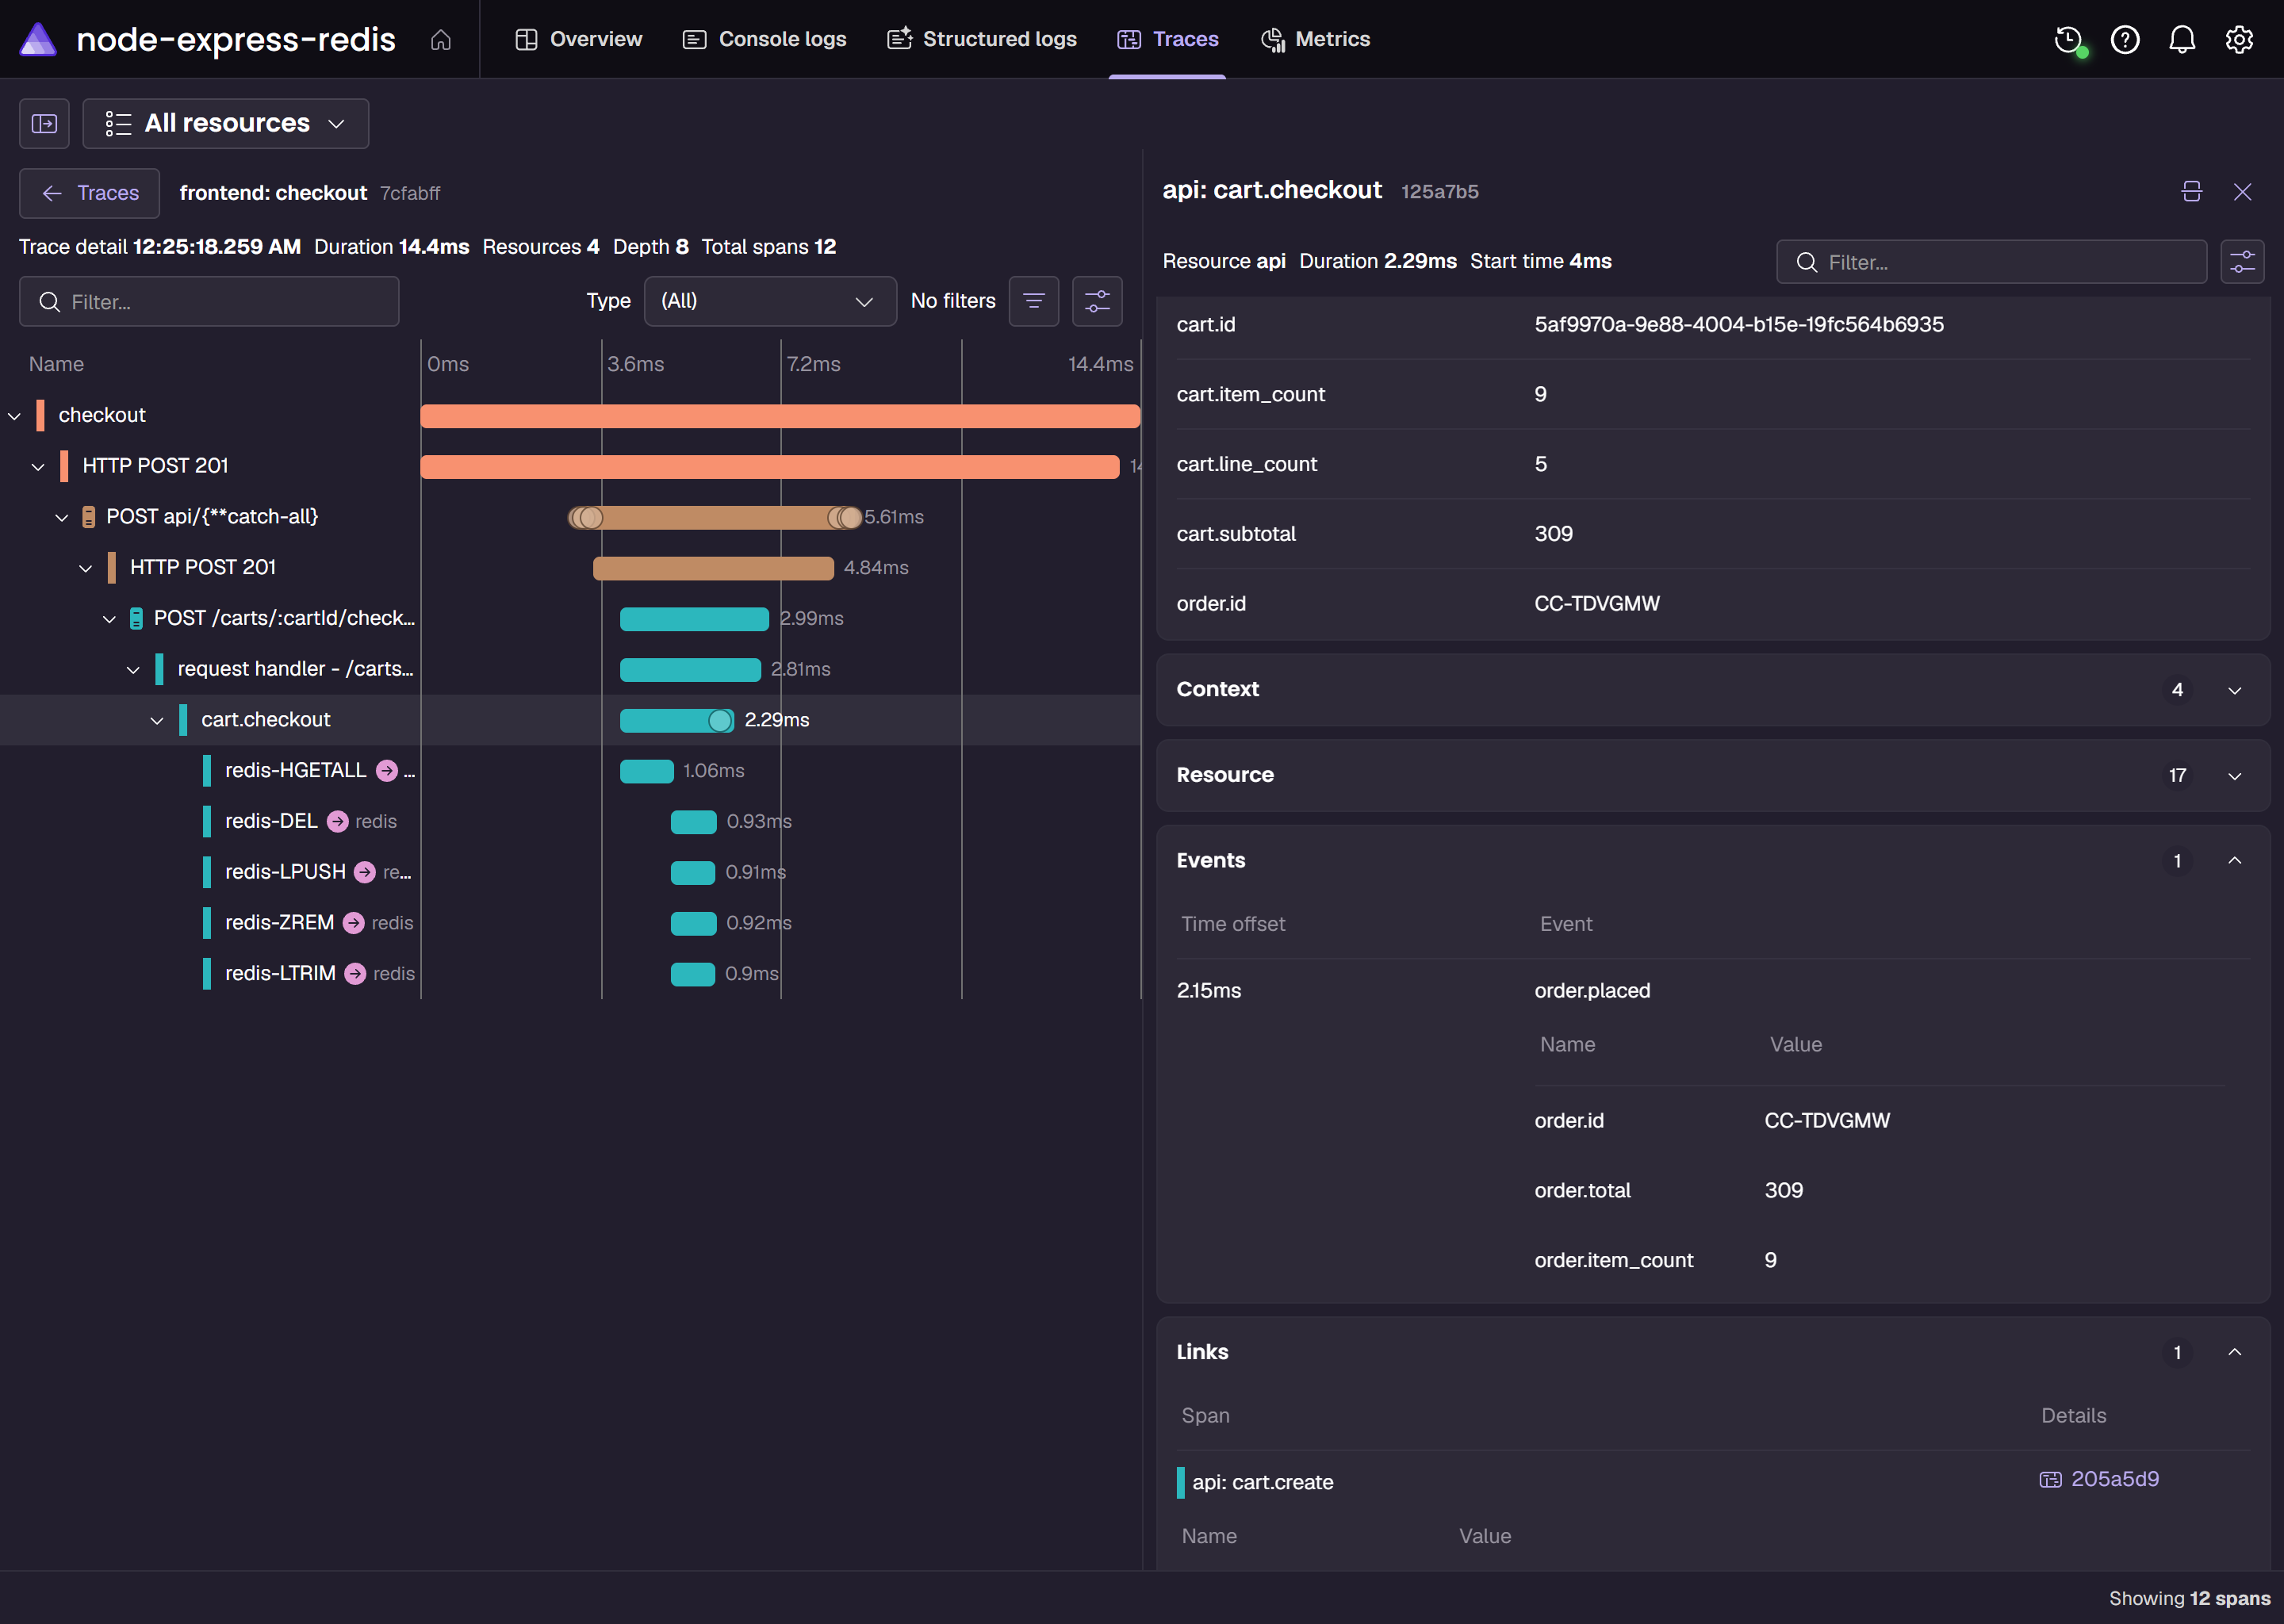 node-express-redis
Overview
Console logs
Structured logs
Traces
Metrics
All resources
Traces
frontend: checkout 7cfabff
Trace detail 12:25:18.259 AM Duration 14.4ms Resources 4 Depth 8 Total spans 12
Filter...
Type
(All)
No filters
Name
0ms
3.6ms
7.2ms
14.4ms
checkout
HTTP POST 201
14
POST api/{**catch-all}
5.61ms
HTTP POST 201
4.84ms
POST /carts/:cartId/check...
2.99ms
request handler - /carts...
2.81ms
cart.checkout
2.29ms
redis-HGETALL ...
1.06ms
redis-DEL redis
0.93ms
redis-LPUSH re...
0.91ms
redis-ZREM redis
0.92ms
redis-LTRIM redis
0.9ms
api: cart.checkout 125a7b5
Resource api Duration 2.29ms Start time 4ms
Filter...
cart.id 5af9970a-9e88-4004-b15e-19fc564b6935
cart.item_count 9
cart.line_count 5
cart.subtotal 309
order.id CC-TDVGMW
Context 4
Resource 17
Events 1
Time offset Event
2.15ms order.placed
Name Value
order.id CC-TDVGMW
order.total 309
order.item_count 9
Links 1
Span Details
api: cart.create 205a5d9
Name Value
Showing 12 spans